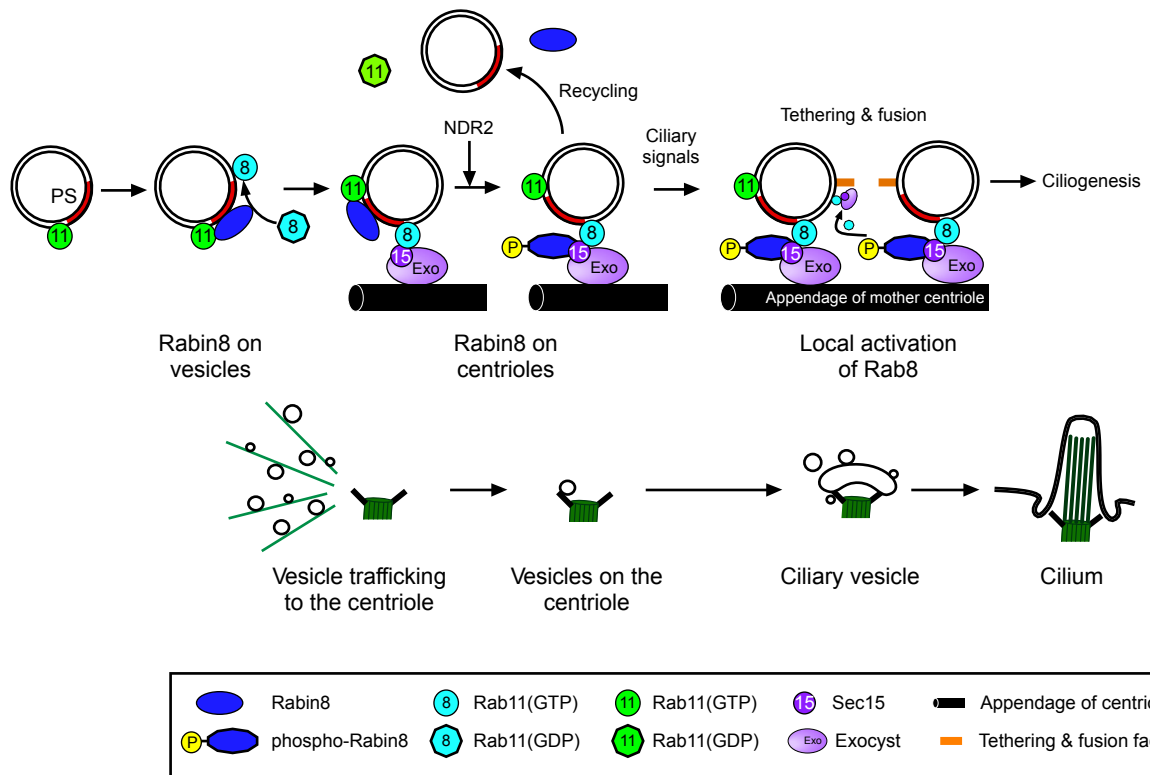 11
Recycling
NDR2
Ciliary
signals
Tethering & fusion
PS
11
8
11
8
11
8
15
Exo
11
8
P
15
Exo
11
8
P
15
Exo
8
P
15
Exo
Ciliogenesis
Appendage of mother centriole
Rabin8 on
vesicles
Rabin8 on
centrioles
Local activation
of Rab8
Vesicle trafficking
to the centriole
Vesicles on the
centriole
Ciliary vesicle
Cilium
Rabin8
8 Rab11(GTP)
11 Rab11(GTP)
15 Sec15
Appendage of centri
P phospho-Rabin8
8 Rab11(GDP)
11 Rab11(GDP)
Exo Exocyst
Tethering & fusion fa